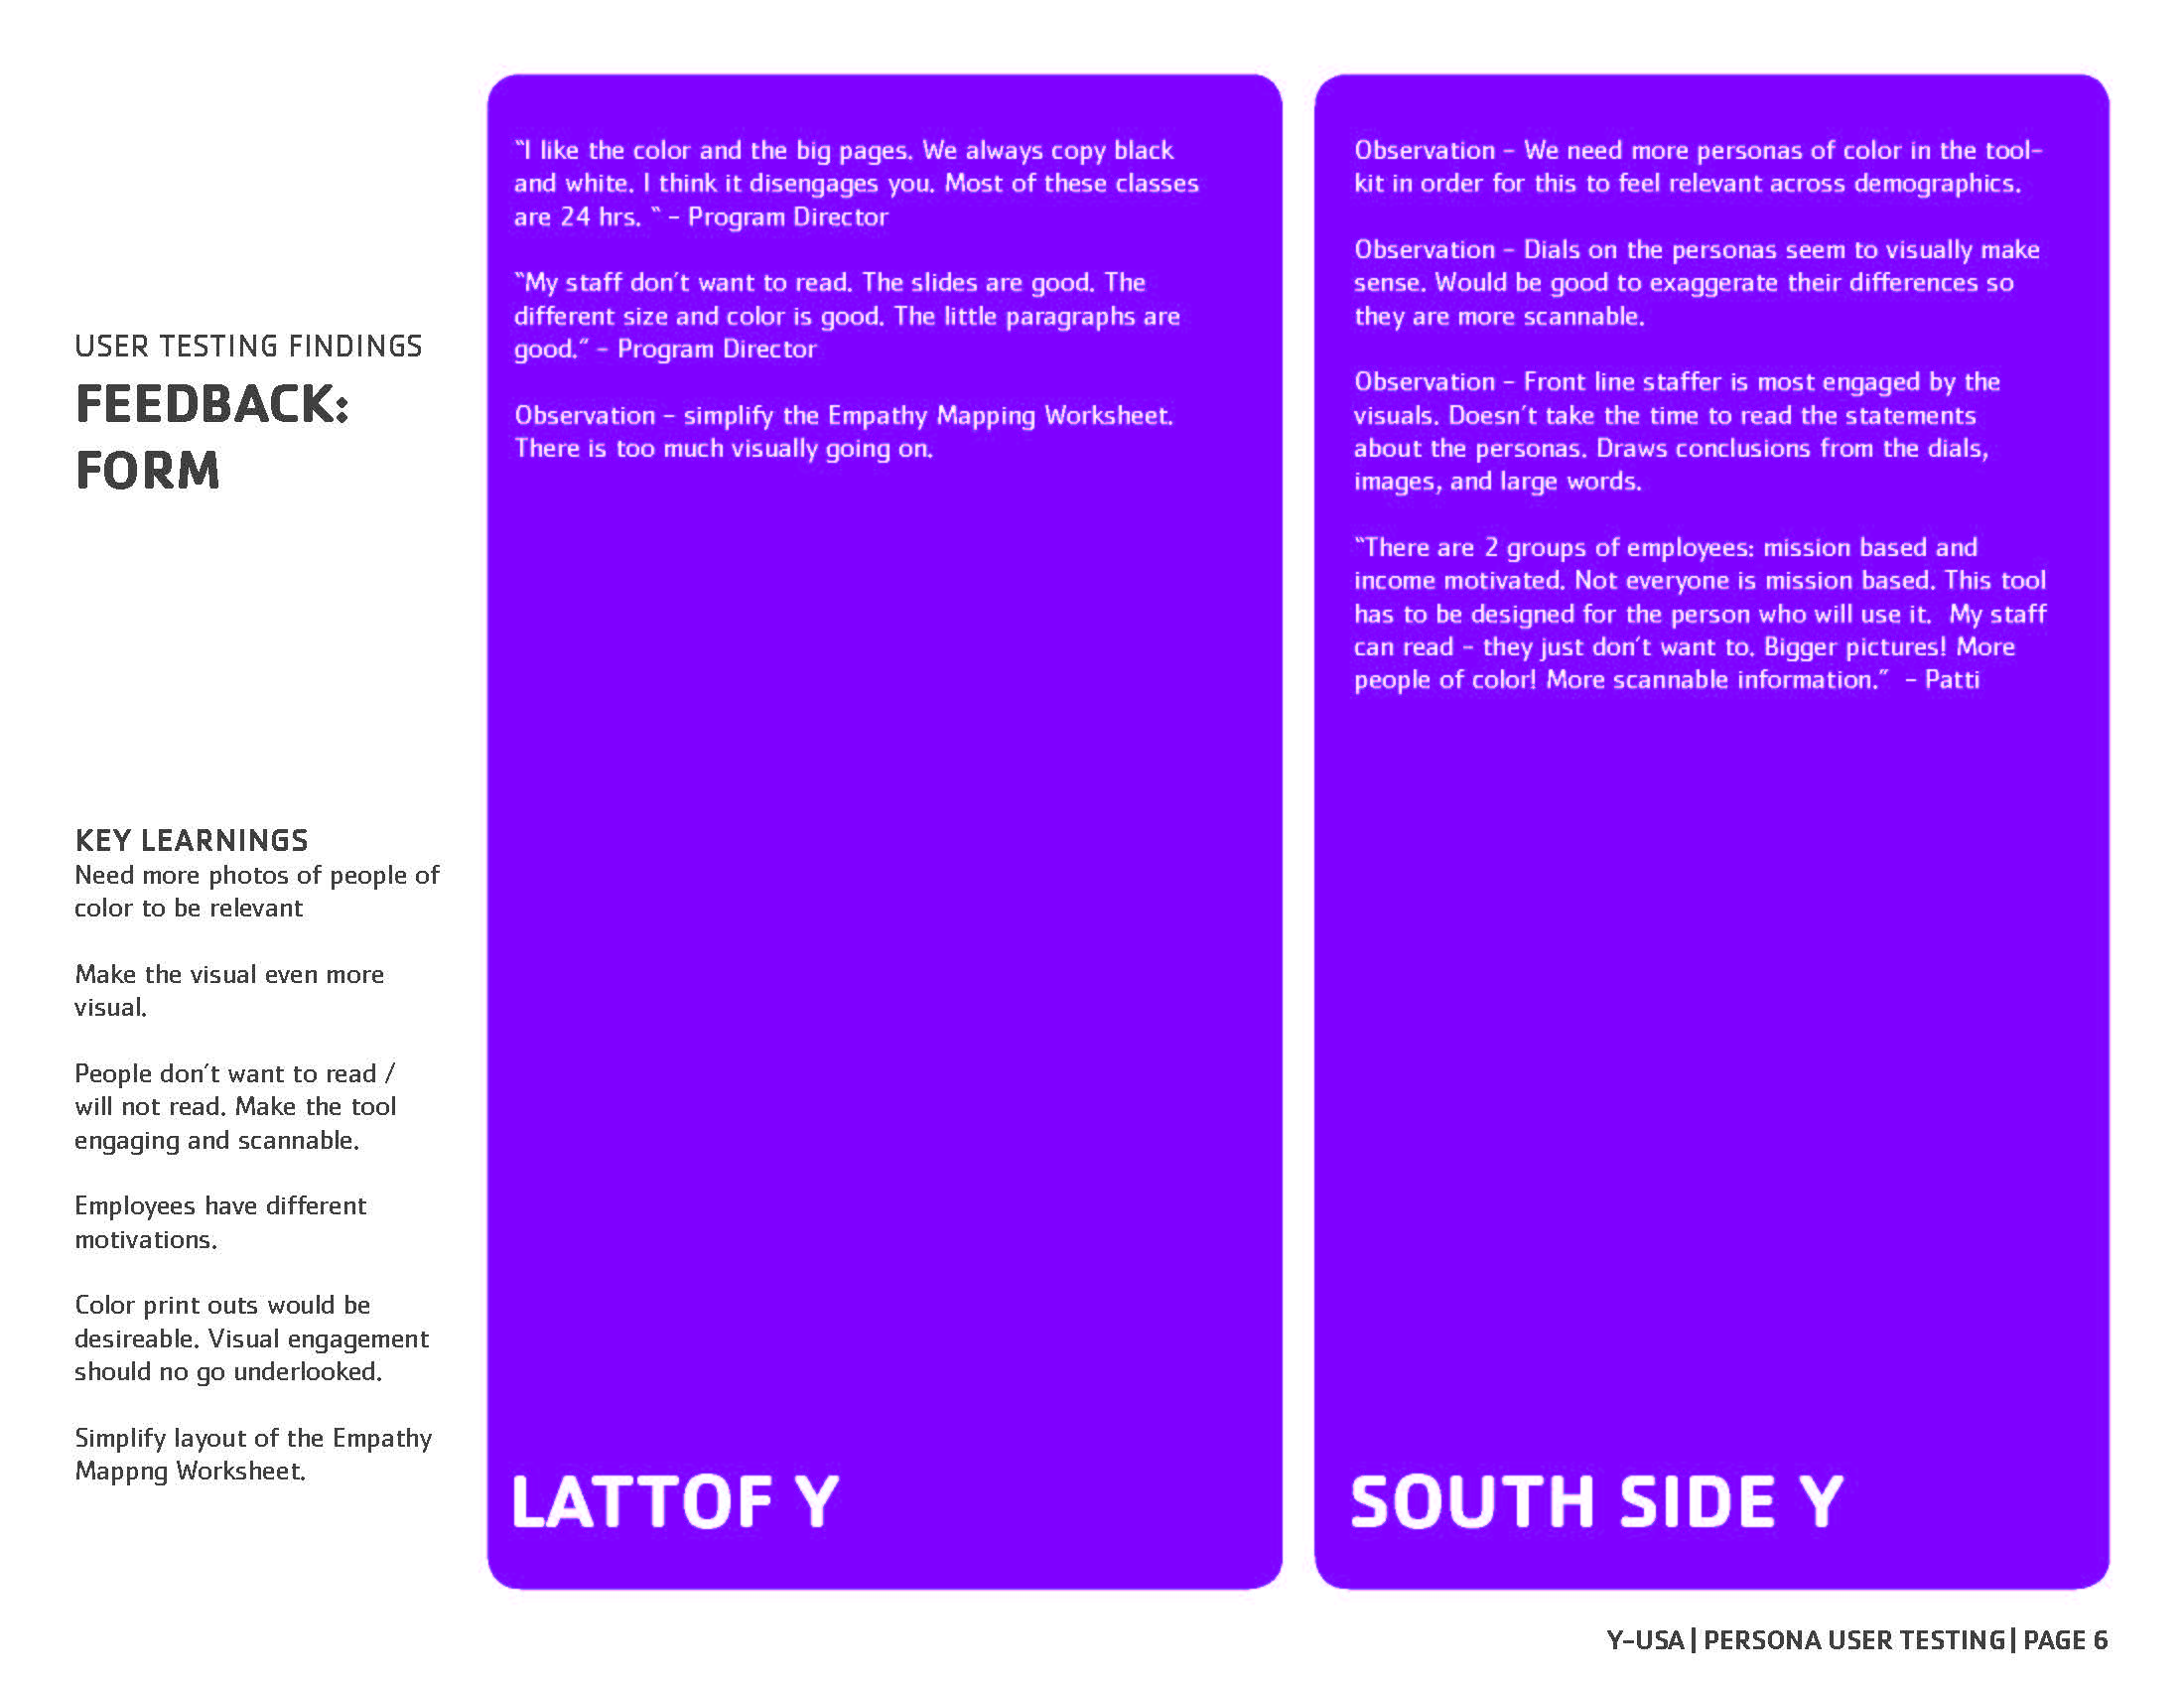 USER TESTING FINDINGS
FEEDBACK:
FORM
KEY LEARNINGS
Need more photos of people of
color to be relevant
Make the visual even more
visual.
People don't want to read /
will not read. Make the tool
engaging and scannable.
Employees have different
motivations.
Color print outs would be
desireable. Visual engagement
should no go underlooked.
Simplify layout of the Empathy
Mappng Worksheet.
"I like the color and the big pages. We always copy black
and white. I think it disengages you. Most of these classes
are 24 hrs. " – Program Director
"My staff don't want to read. The slides are good. The
different size and color is good. The little paragraphs are
good." – Program Director
Observation – simplify the Empathy Mapping Worksheet.
There is too much visually going on.
LATTOF Y
Observation – We need more personas of color in the tool-
kit in order for this to feel relevant across demographics.
Observation – Dials on the personas seem to visually make
sense. Would be good to exaggerate their differences so
they are more scannable.
Observation – Front line staffer is most engaged by the
visuals. Doesn't take the time to read the statements
about the personas. Draws conclusions from the dials,
images, and large words.
"There are 2 groups of employees: mission based and
income motivated. Not everyone is mission based. This tool
has to be designed for the person who will use it.  My staff
can read – they just don't want to. Bigger pictures! More
people of color! More scannable information."  – Patti
SOUTH SIDE Y
Y-USA | PERSONA USER TESTING | PAGE 6